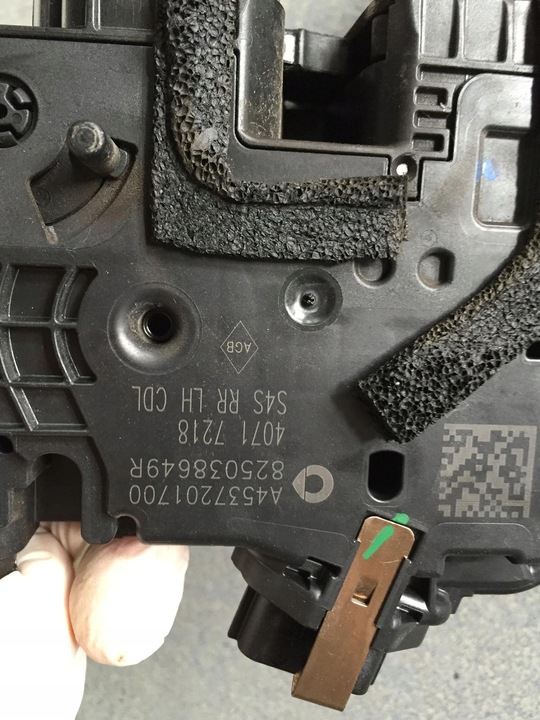 A4537201700
825038649R
4071 7218
S4S RR LH CDL
AGB